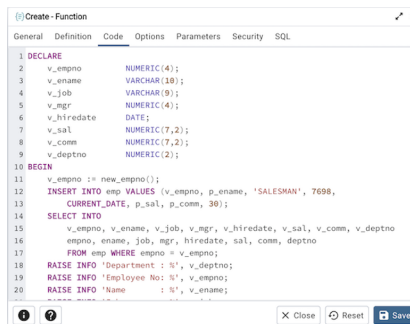 Create - Function
General Definition Code Options Parameters Security SQL
1 DECLARE
2 v_empno NUMERIC(4);
3 v_ename VARCHAR(10);
4 v_job VARCHAR(9);
5 v_mgr NUMERIC(4);
6 v_hiredate DATE;
7 v_sal NUMERIC(7,2);
8 v_comm NUMERIC(7,2);
9 v_deptno NUMERIC(2);
10 BEGIN
11 v_empno := new_empno();
12 INSERT INTO emp VALUES (v_empno, p_ename, 'SALESMAN', 7698,
13 CURRENT_DATE, p_sal, p_comm, 30);
14 SELECT INTO
15 v_empno, v_ename, v_job, v_mgr, v_hiredate, v_sal, v_comm, v_deptno
16 empno, ename, job, mgr, hiredate, sal, comm, deptno
17 FROM emp WHERE empno = v_empno;
18 RAISE INFO 'Department : %', v_deptno;
19 RAISE INFO 'Employee No: %', v_empno;
20 RAISE INFO 'Name : %', v_ename;
Close Reset Save